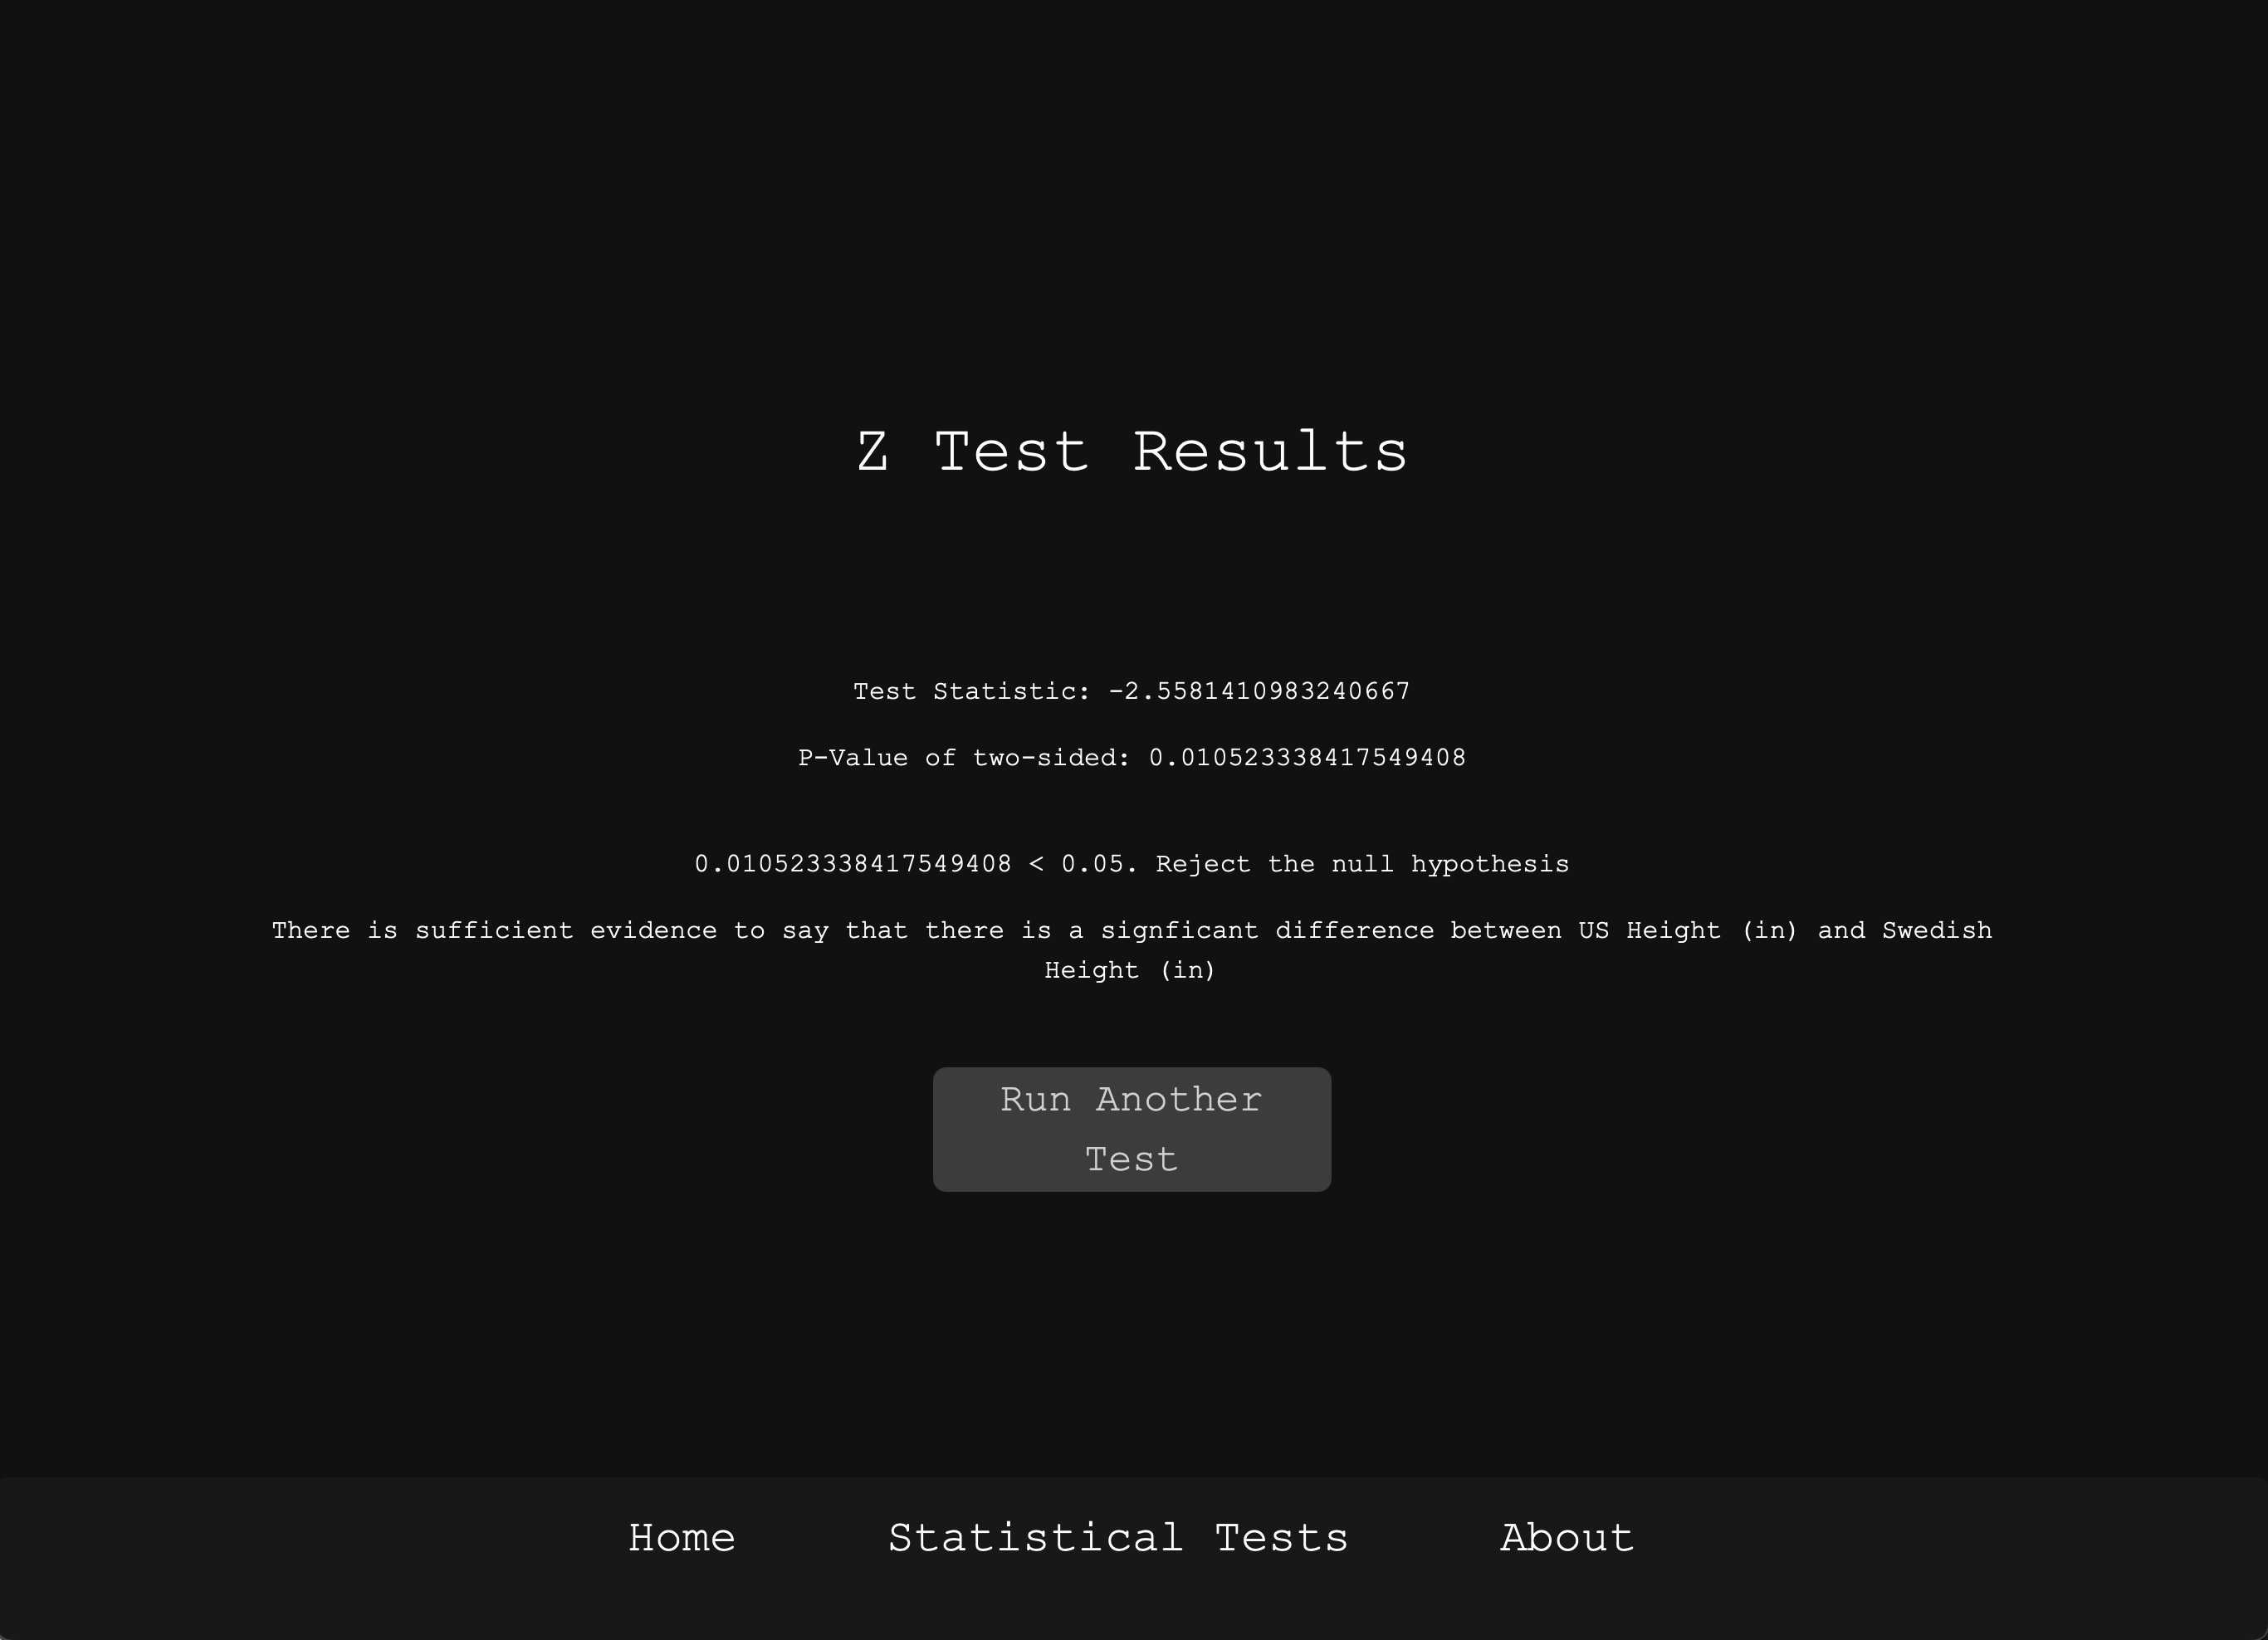 Z Test Results
Test Statistic: -2.5581410983240667
P-Value of two-sided: 0.010523338417549408
0.010523338417549408 < 0.05. Reject the null hypothesis
There is sufficient evidence to say that there is a signficant difference between US Height (in) and Swedish
Height (in)
Run Another
Test
Home Statistical Tests About